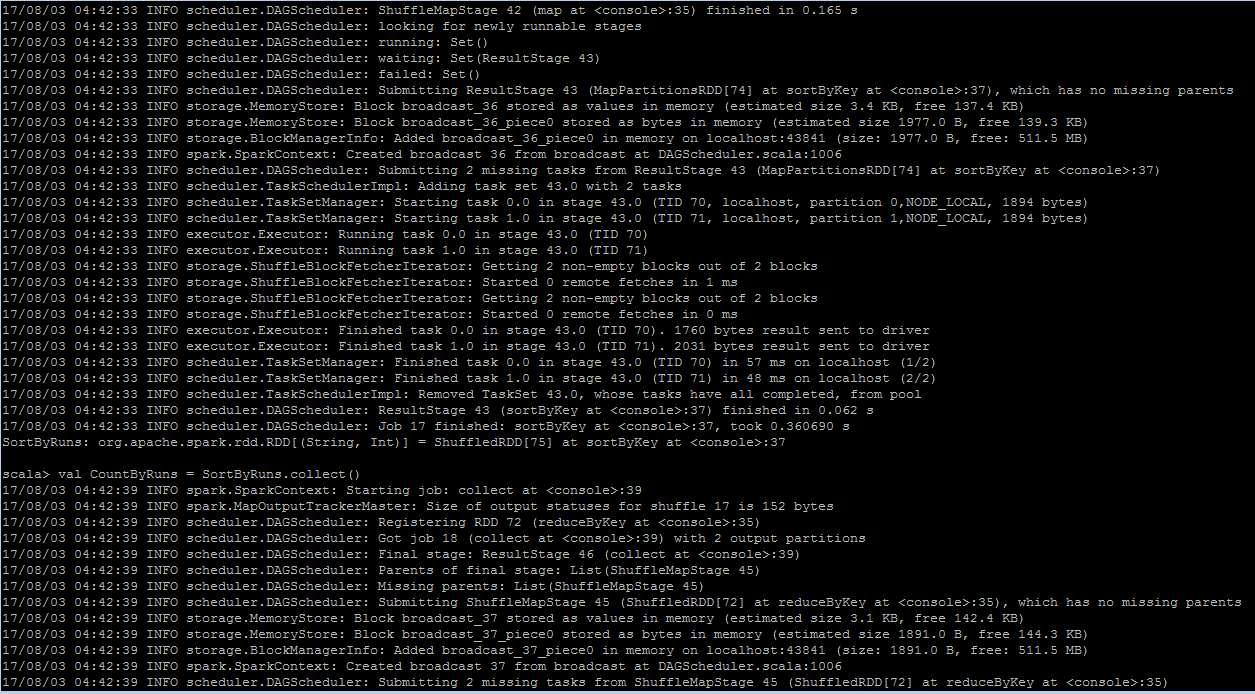 17/08/03 04:42:33 INFO scheduler.DAGScheduler: ShuffleMapStage 42 (map at <console>:35) finished in 0.165 s
17/08/03 04:42:33 INFO scheduler.DAGScheduler: looking for newly runnable stages
17/08/03 04:42:33 INFO scheduler.DAGScheduler: running: Set()
17/08/03 04:42:33 INFO scheduler.DAGScheduler: waiting: Set(ResultStage 43)
17/08/03 04:42:33 INFO scheduler.DAGScheduler: failed: Set()
17/08/03 04:42:33 INFO scheduler.DAGScheduler: Submitting ResultStage 43 (MapPartitionsRDD[74] at sortByKey at <console>:37), which has no missing parents
17/08/03 04:42:33 INFO storage.MemoryStore: Block broadcast_36 stored as values in memory (estimated size 3.4 KB, free 137.4 KB)
17/08/03 04:42:33 INFO storage.MemoryStore: Block broadcast_36_piece0 stored as bytes in memory (estimated size 1977.0 B, free 139.3 KB)
17/08/03 04:42:33 INFO storage.BlockManagerInfo: Added broadcast_36_piece0 in memory on localhost:43841 (size: 1977.0 B, free: 511.5 MB)
17/08/03 04:42:33 INFO spark.SparkContext: Created broadcast 36 from broadcast at DAGScheduler.scala:1006
17/08/03 04:42:33 INFO scheduler.DAGScheduler: Submitting 2 missing tasks from ResultStage 43 (MapPartitionsRDD[74] at sortByKey at <console>:37)
17/08/03 04:42:33 INFO scheduler.TaskSchedulerImpl: Adding task set 43.0 with 2 tasks
17/08/03 04:42:33 INFO scheduler.TaskSetManager: Starting task 0.0 in stage 43.0 (TID 70, localhost, partition 0,NODE_LOCAL, 1894 bytes)
17/08/03 04:42:33 INFO scheduler.TaskSetManager: Starting task 1.0 in stage 43.0 (TID 71, localhost, partition 1,NODE_LOCAL, 1894 bytes)
17/08/03 04:42:33 INFO executor.Executor: Running task 0.0 in stage 43.0 (TID 70)
17/08/03 04:42:33 INFO executor.Executor: Running task 1.0 in stage 43.0 (TID 71)
17/08/03 04:42:33 INFO storage.ShuffleBlockFetcherIterator: Getting 2 non-empty blocks out of 2 blocks
17/08/03 04:42:33 INFO storage.ShuffleBlockFetcherIterator: Started 0 remote fetches in 1 ms
17/08/03 04:42:33 INFO storage.ShuffleBlockFetcherIterator: Getting 2 non-empty blocks out of 2 blocks
17/08/03 04:42:33 INFO storage.ShuffleBlockFetcherIterator: Started 0 remote fetches in 0 ms
17/08/03 04:42:33 INFO executor.Executor: Finished task 0.0 in stage 43.0 (TID 70). 1760 bytes result sent to driver
17/08/03 04:42:33 INFO executor.Executor: Finished task 1.0 in stage 43.0 (TID 71). 2031 bytes result sent to driver
17/08/03 04:42:33 INFO scheduler.TaskSetManager: Finished task 0.0 in stage 43.0 (TID 70) in 57 ms on localhost (1/2)
17/08/03 04:42:33 INFO scheduler.TaskSetManager: Finished task 1.0 in stage 43.0 (TID 71) in 48 ms on localhost (2/2)
17/08/03 04:42:33 INFO scheduler.TaskSchedulerImpl: Removed TaskSet 43.0, whose tasks have all completed, from pool
17/08/03 04:42:33 INFO scheduler.DAGScheduler: ResultStage 43 (sortByKey at <console>:37) finished in 0.062 s
17/08/03 04:42:33 INFO scheduler.DAGScheduler: Job 17 finished: sortByKey at <console>:37, took 0.360690 s
SortByRuns: org.apache.spark.rdd.RDD[(String, Int)] = ShuffledRDD[75] at sortByKey at <console>:37
scala> val CountByRuns = SortByRuns.collect()
17/08/03 04:42:39 INFO spark.SparkContext: Starting job: collect at <console>:39
17/08/03 04:42:39 INFO spark.MapOutputTrackerMaster: Size of output statuses for shuffle 17 is 152 bytes
17/08/03 04:42:39 INFO scheduler.DAGScheduler: Registering RDD 72 (reduceByKey at <console>:35)
17/08/03 04:42:39 INFO scheduler.DAGScheduler: Got job 18 (collect at <console>:39) with 2 output partitions
17/08/03 04:42:39 INFO scheduler.DAGScheduler: Final stage: ResultStage 46 (collect at <console>:39)
17/08/03 04:42:39 INFO scheduler.DAGScheduler: Parents of final stage: List(ShuffleMapStage 45)
17/08/03 04:42:39 INFO scheduler.DAGScheduler: Missing parents: List(ShuffleMapStage 45)
17/08/03 04:42:39 INFO scheduler.DAGScheduler: Submitting ShuffleMapStage 45 (ShuffledRDD[72] at reduceByKey at <console>:35), which has no missing parents
17/08/03 04:42:39 INFO storage.MemoryStore: Block broadcast_37 stored as values in memory (estimated size 3.1 KB, free 142.4 KB)
17/08/03 04:42:39 INFO storage.MemoryStore: Block broadcast_37_piece0 stored as bytes in memory (estimated size 1891.0 B, free 144.3 KB)
17/08/03 04:42:39 INFO storage.BlockManagerInfo: Added broadcast_37_piece0 in memory on localhost:43841 (size: 1891.0 B, free: 511.5 MB)
17/08/03 04:42:39 INFO spark.SparkContext: Created broadcast 37 from broadcast at DAGScheduler.scala:1006
17/08/03 04:42:39 INFO scheduler.DAGScheduler: Submitting 2 missing tasks from ShuffleMapStage 45 (ShuffledRDD[72] at reduceByKey at <console>:35)